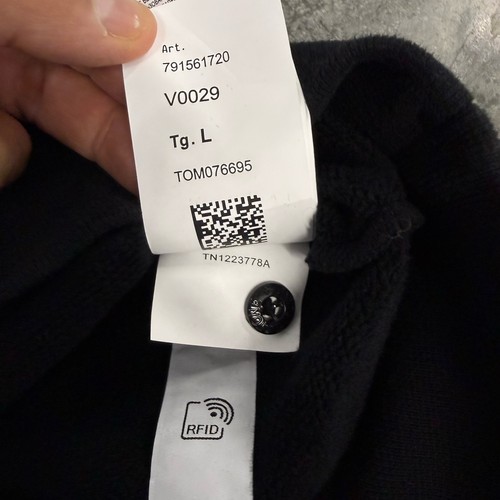 Art.
791561720
V0029
Tg. L
TOM076695
TN1223778A
RFID